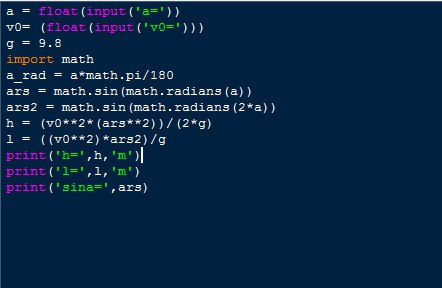 a = float(input('a='))
v0= (float(input('v0=')))
g = 9.8
import math
a_rad = a*math.pi/180
ars = math.sin(math.radians(a))
ars2 = math.sin(math.radians(2*a))
h = (v0**2*(ars**2))/(2*g)
l = ((v0**2)*ars2)/g
print('h=',h,'m')
print('l=',l,'m')
print('sina=',ars)